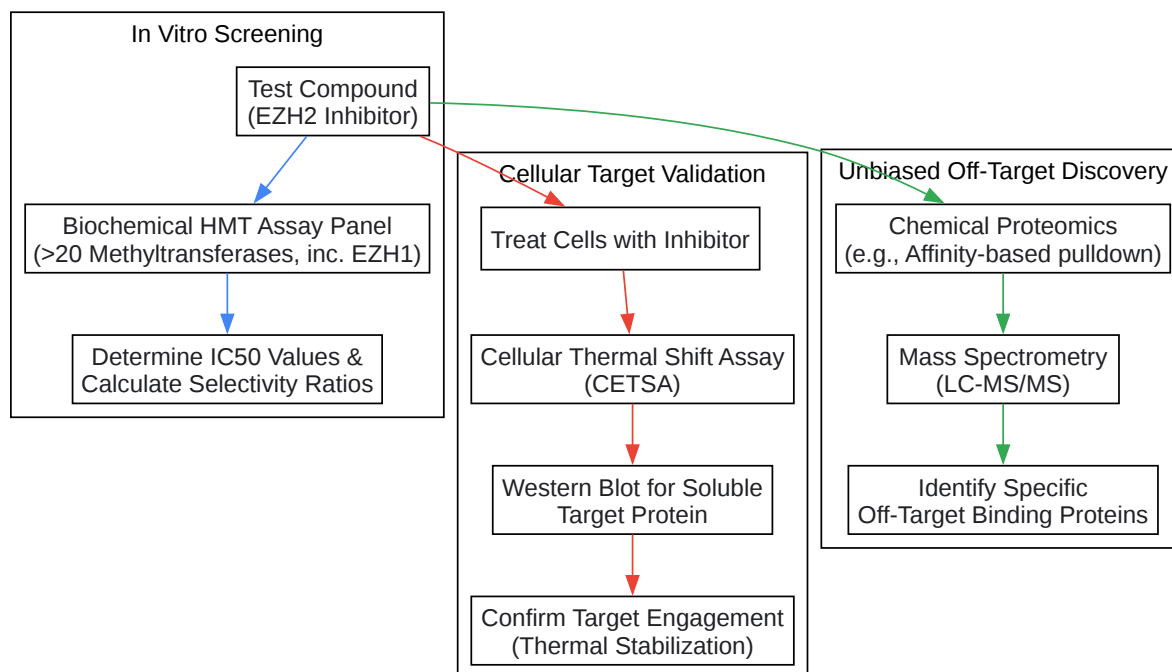 In Vitro Screening
Test Compound
(EZH2 Inhibitor)
Biochemical HMT Assay Panel
(>20 Methyltransferases, inc. EZH1)
Determine IC50 Values &
Calculate Selectivity Ratios
Cellular Target Validation
Treat Cells with Inhibitor
Cellular Thermal Shift Assay
(CETSA)
Western Blot for Soluble
Target Protein
Confirm Target Engagement
(Thermal Stabilization)
Unbiased Off-Target Discovery
Chemical Proteomics
(e.g., Affinity-based pulldown)
Mass Spectrometry
(LC-MS/MS)
Identify Specific
Off-Target Binding Proteins